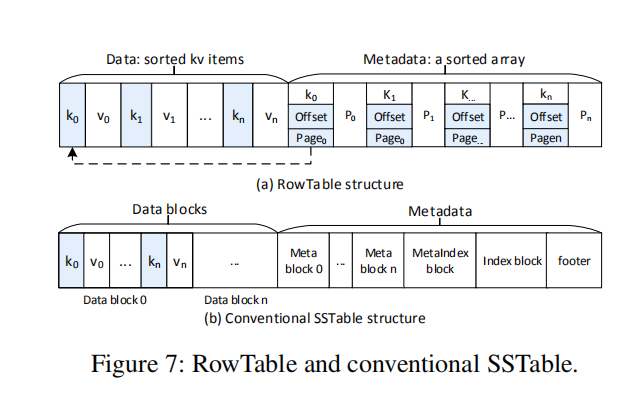 Data: sorted kv items Metadata: a sorted array
k0 v0 k1 v1 ... kn vn k0 Offset Page0 P0 K1 Offset Page0 P1 K... Offset Page.. P... kn Offset Pagen Pn
(a) RowTable structure
Data blocks Metadata
k0 v0 ... kn vn ... Meta block 0 ... Meta block n MetaIndex block Index block footer
Data block 0 Data block n
(b) Conventional SSTable structure
Figure 7: RowTable and conventional SSTable.